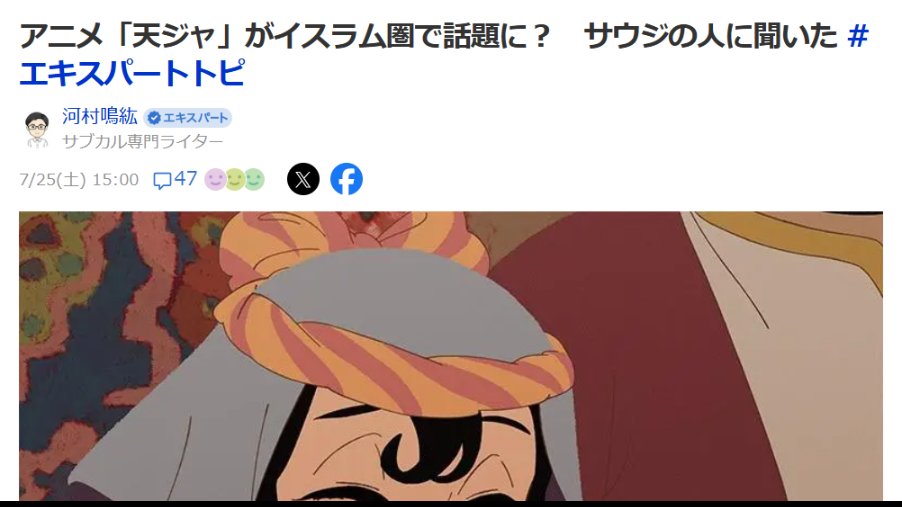 アニメ「天ジャ」がイスラム圏で話題に？　サウジの人に聞いた #
エキスパートトピ
河村鳴紘 エキスパート
サブカル専門ライター
7/25(土) 15:00 47